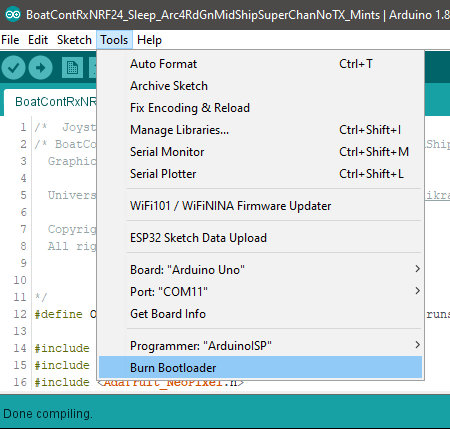 BoatContRxNRF24_Sleep_Arc4RdGnMidShipSuperChanNoTX_Mints | Arduino 1.8
File Edit Sketch Tools Help
Auto Format Ctrl+T
Archive Sketch
Fix Encoding & Reload
Manage Libraries... Ctrl+Shift+I
Serial Monitor Ctrl+Shift+M
Serial Plotter Ctrl+Shift+L
WiFi101 / WiFiNINA Firmware Updater
ESP32 Sketch Data Upload
Board: "Arduino Uno"
Port: "COM11"
Get Board Info
Programmer: "ArduinoISP"
Burn Bootloader
BoatContRxNR
1 /* Joyst
2 /* BoatCo hip
3 Graphic
4
5 Univers ikra
6
7 Copyrig
8 All rig
9
10
11 */
12 #define O runs
13
14 #include
15 #include
16 #include <Adafruit_NeoPixel.h>
Done compiling.